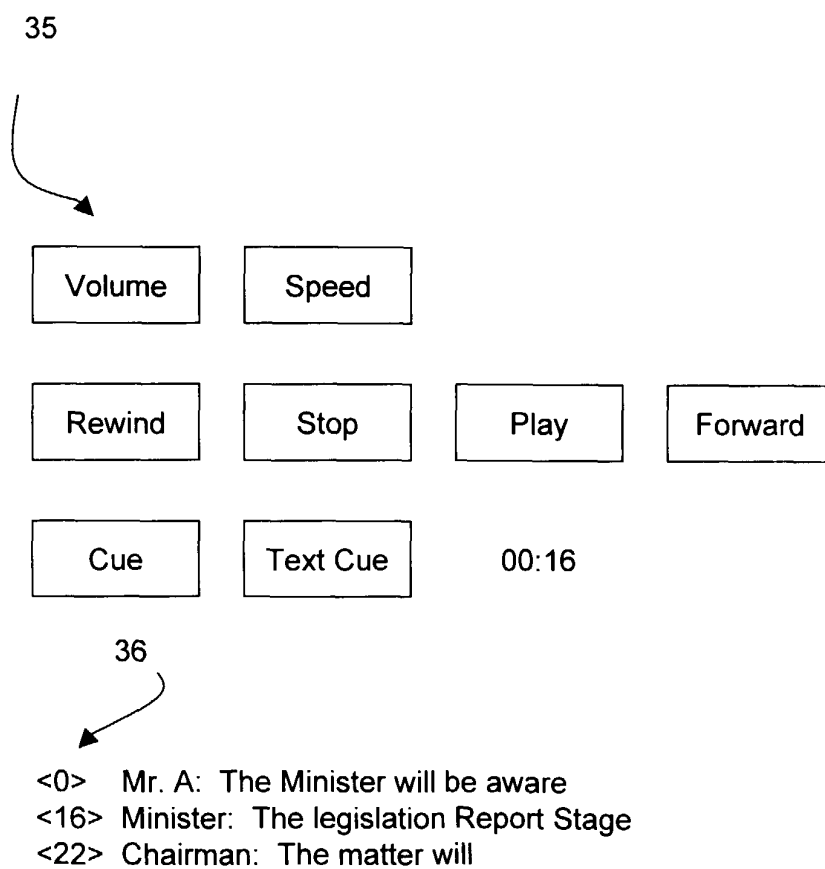 35
Volume Speed
Rewind Stop Play Forward
Cue Text Cue 00:16
36
<0> Mr. A: The Minister will be aware
<16> Minister: The legislation Report Stage
<22> Chairman: The matter will